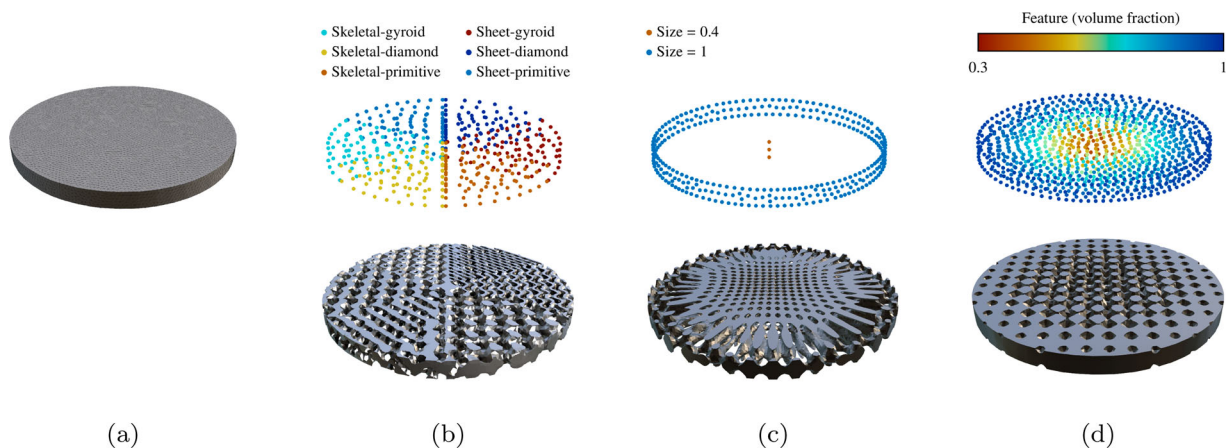 Skeletal-gyroid
Skeletal-diamond
Skeletal-primitive
Sheet-gyroid
Sheet-diamond
Sheet-primitive
Size = 0.4
Size = 1
Feature (volume fraction)
0.3 1
(a) (b) (c) (d)